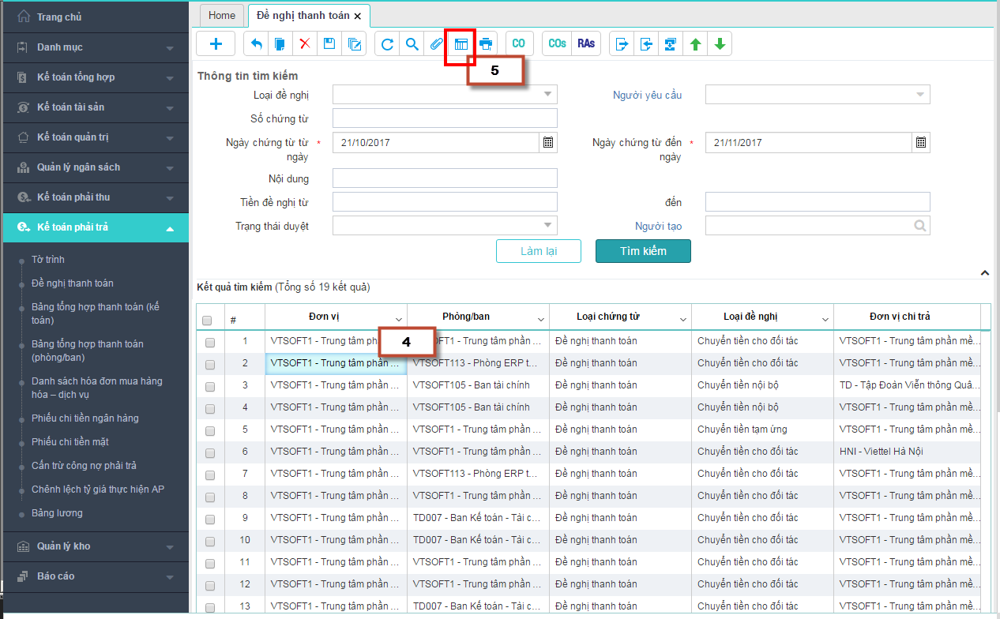 Trang chủ
Danh mục
Kế toán tổng hợp
Kế toán tài sản
Kế toán quản trị
Quản lý ngân sách
Kế toán phải thu
Kế toán phải trả
Tờ trình
Đề nghị thanh toán
Bảng tổng hợp thanh toán (kế
toán)
Bảng tổng hợp thanh toán
(phòng/ban)
Danh sách hóa đơn mua hàng
hóa – dịch vụ
Phiếu chi tiền ngân hàng
Phiếu chi tiền mặt
Cấn trừ công nợ phải trả
Chênh lệch tỷ giá thực hiện AP
Bảng lương
Quản lý kho
Báo cáo
Home Đề nghị thanh toán
CO COs RAs
5
Thông tin tìm kiếm
Loại đề nghị Người yêu cầu
Số chứng từ
Ngày chứng từ từ * 21/10/2017 Ngày chứng từ đến * 21/11/2017
ngày ngày
Nội dung
Tiền đề nghị từ đến
Trạng thái duyệt Người tạo
Làm lại Tìm kiếm
Kết quả tìm kiếm (Tổng số 19 kết quả)
# Đơn vị Phòng/ban Loại chứng từ Loại đề nghị Đơn vị chi trả
4
1 VTSOFT1 - Trung tâm ph VTSOFT1 - Trung tâm phần ... Đề nghị thanh toán Chuyển tiền cho đối tác VTSOFT1 - Trung tâm phần mề...
2 VTSOFT1 - Trung tâm phần ... VTSOFT113 - Phòng ERP t... Đề nghị thanh toán Chuyển tiền cho đối tác VTSOFT1 - Trung tâm phần mề...
3 VTSOFT1 - Trung tâm phần ... VTSOFT105 - Ban tài chính Đề nghị thanh toán Chuyển tiền nội bộ TD - Tập Đoàn Viễn thông Quâ...
4 VTSOFT1 - Trung tâm phần ... VTSOFT105 - Ban tài chính Đề nghị thanh toán Chuyển tiền nội bộ VTSOFT1 - Trung tâm phần mề...
5 VTSOFT1 - Trung tâm phần ... VTSOFT1 - Trung tâm phần ... Đề nghị thanh toán Chuyển tiền tạm ứng VTSOFT1 - Trung tâm phần mề...
6 VTSOFT1 - Trung tâm phần ... VTSOFT1 - Trung tâm phần ... Đề nghị thanh toán Chuyển tiền cho đối tác HNI - Viettel Hà Nội
7 VTSOFT1 - Trung tâm phần ... VTSOFT113 - Phòng ERP t... Đề nghị thanh toán Chuyển tiền cho đối tác VTSOFT1 - Trung tâm phần mề...
8 VTSOFT1 - Trung tâm phần ... VTSOFT1 - Trung tâm phần ... Đề nghị thanh toán Chuyển tiền cho đối tác VTSOFT1 - Trung tâm phần mề...
9 VTSOFT1 - Trung tâm phần ... TD007 - Ban Kế toán - Tài c... Đề nghị thanh toán Chuyển tiền cho đối tác VTSOFT1 - Trung tâm phần mề...
10 VTSOFT1 - Trung tâm phần ... TD007 - Ban Kế toán - Tài c... Đề nghị thanh toán Chuyển tiền cho đối tác VTSOFT1 - Trung tâm phần mề...
11 VTSOFT1 - Trung tâm phần ... VTSOFT1 - Trung tâm phần ... Đề nghị thanh toán Chuyển tiền cho đối tác VTSOFT1 - Trung tâm phần mề...
12 VTSOFT1 - Trung tâm phần ... VTSOFT1 - Trung tâm phần ... Đề nghị thanh toán Chuyển tiền cho đối tác VTSOFT1 - Trung tâm phần mề...
13 VTSOFT1 - Trung tâm phần ... TD007 - Ban Kế toán - Tài c... Đề nghị thanh toán Chuyển tiền cho đối tác VTSOFT1 - Trung tâm phần mề...